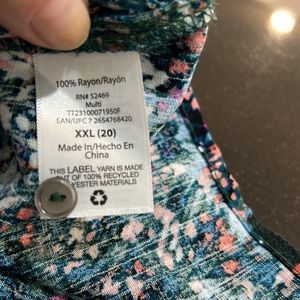 100% Rayon/Rayón
RN# 52469
Multi
TT23100071950F
EAN/UPC 7 2654768420
XXL (20)
Made In/Hecho En
China
THIS LABEL YARN IS MADE
OUT OF 100% RECYCLED
POLYESTER MATERIALS